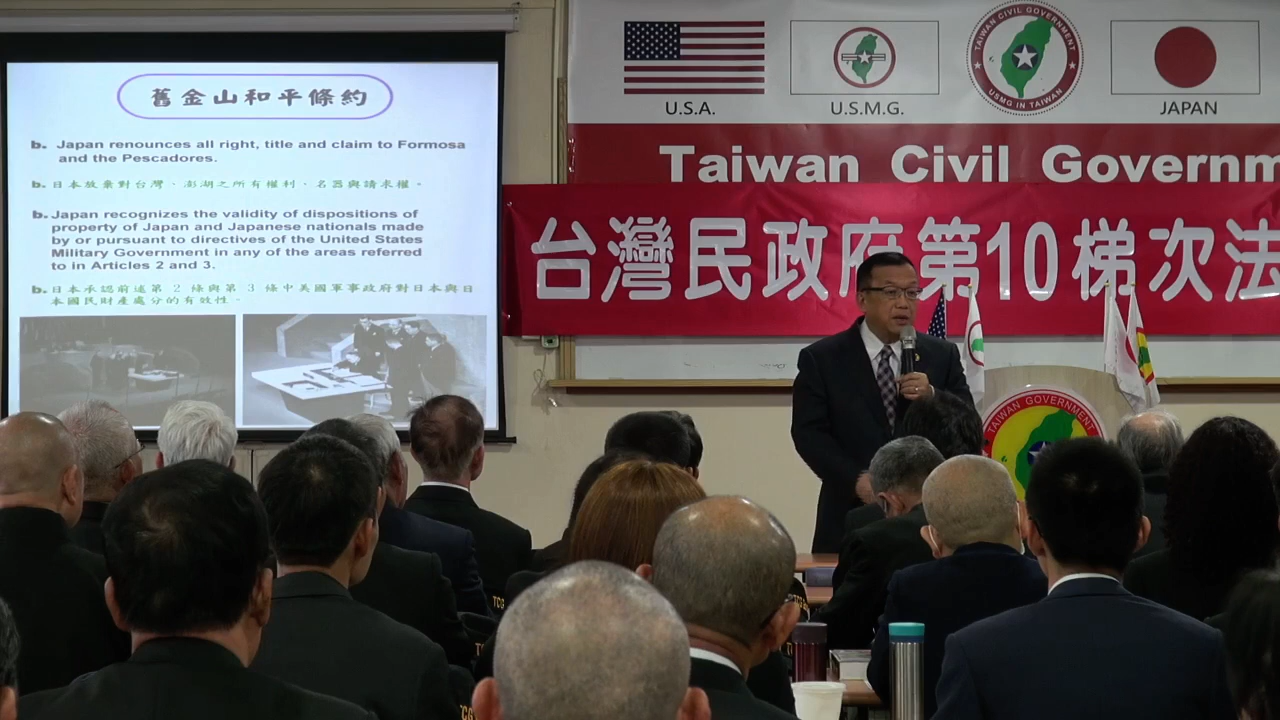 舊金山和平條約
b. Japan renounces all right, title and claim to Formosa
and the Pescadores.
b. 日本放棄對台灣、澎湖之所有權利、名器與請求權。
b. Japan recognizes the validity of dispositions of
property of Japan and Japanese nationals made
by or pursuant to directives of the United States
Military Government in any of the areas referred
to in Articles 2 and 3.
b. 日本承認前述第 2 條與第 3 條中美國軍事政府對日本與日
本國民財產處分的有效性。
U.S.A.
U.S.M.G.
TAIWAN CIVIL GOVERNMENT
USMG IN TAIWAN
JAPAN
Taiwan Civil Governm
台灣民政府第10梯次法
TAIWAN GOVERNMENT
TCG
TCG